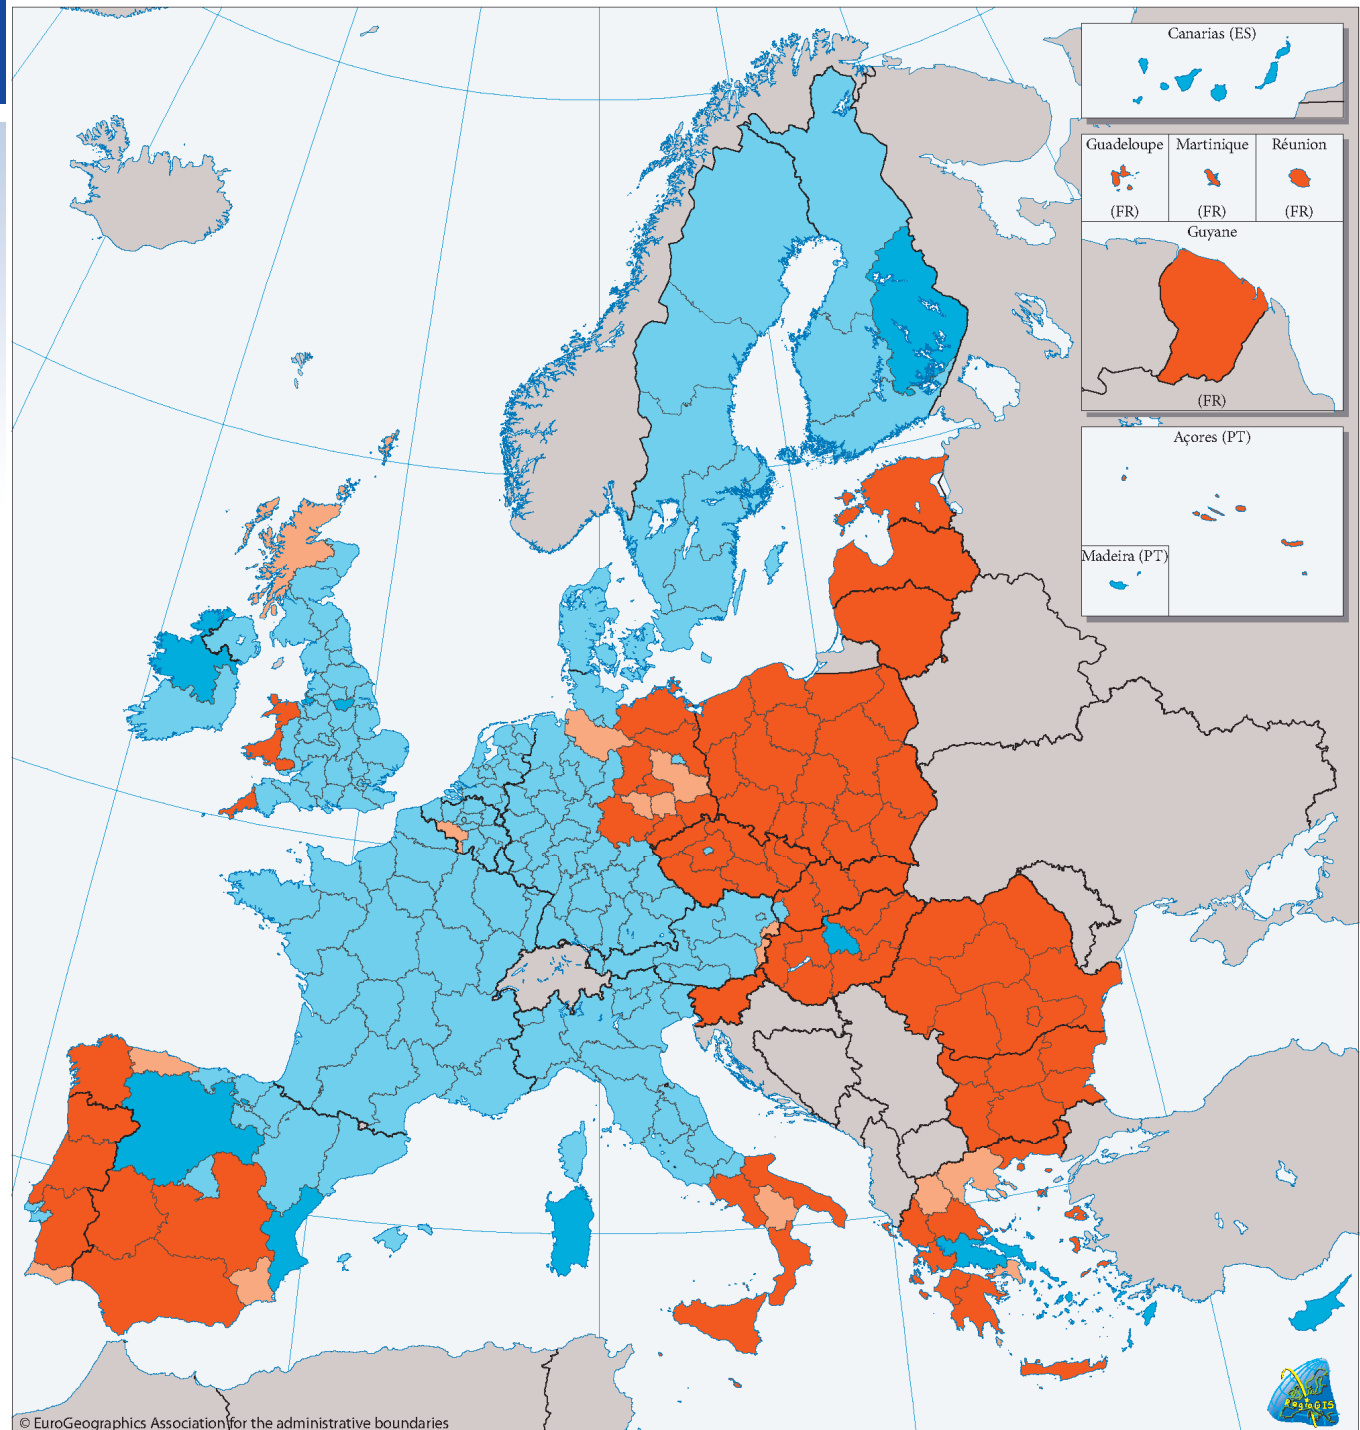 Canarias (ES)
Guadeloupe
Martinique
Réunion
(FR)
(FR)
(FR)
Guyane
(FR)
Açores (PT)
Madeira (PT)
RegioGIS
© EuroGeographics Association for the administrative boundaries